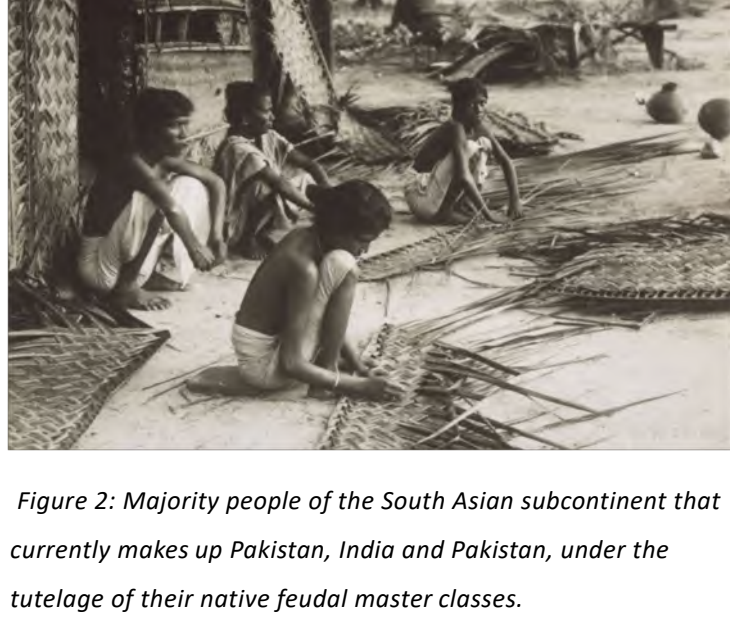 Figure 2: Majority people of the South Asian subcontinent that
currently makes up Pakistan, India and Pakistan, under the
tutelage of their native feudal master classes.